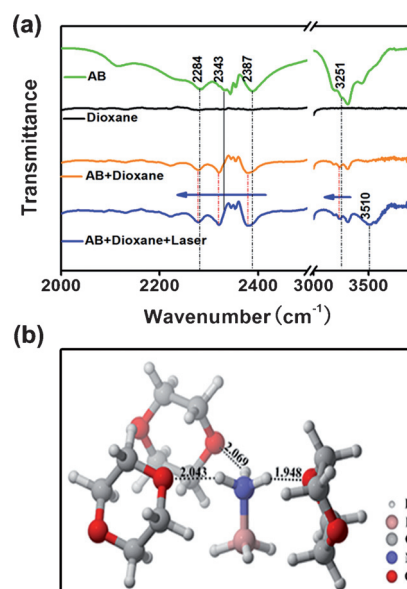 (a)
2284
2343
2387
3251
AB
Dioxane
AB+Dioxane
AB+Dioxane+Laser
3510
Transmittance
2000
2200
2400
3500
Wavenumber(cm⁻¹)
(b)
2.069
2.043
1.948